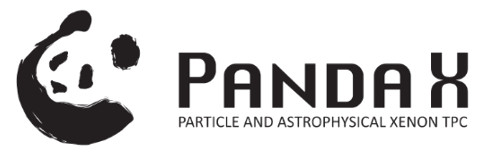 PANDA X
PARTICLE AND ASTROPHYSICAL XENON TPC